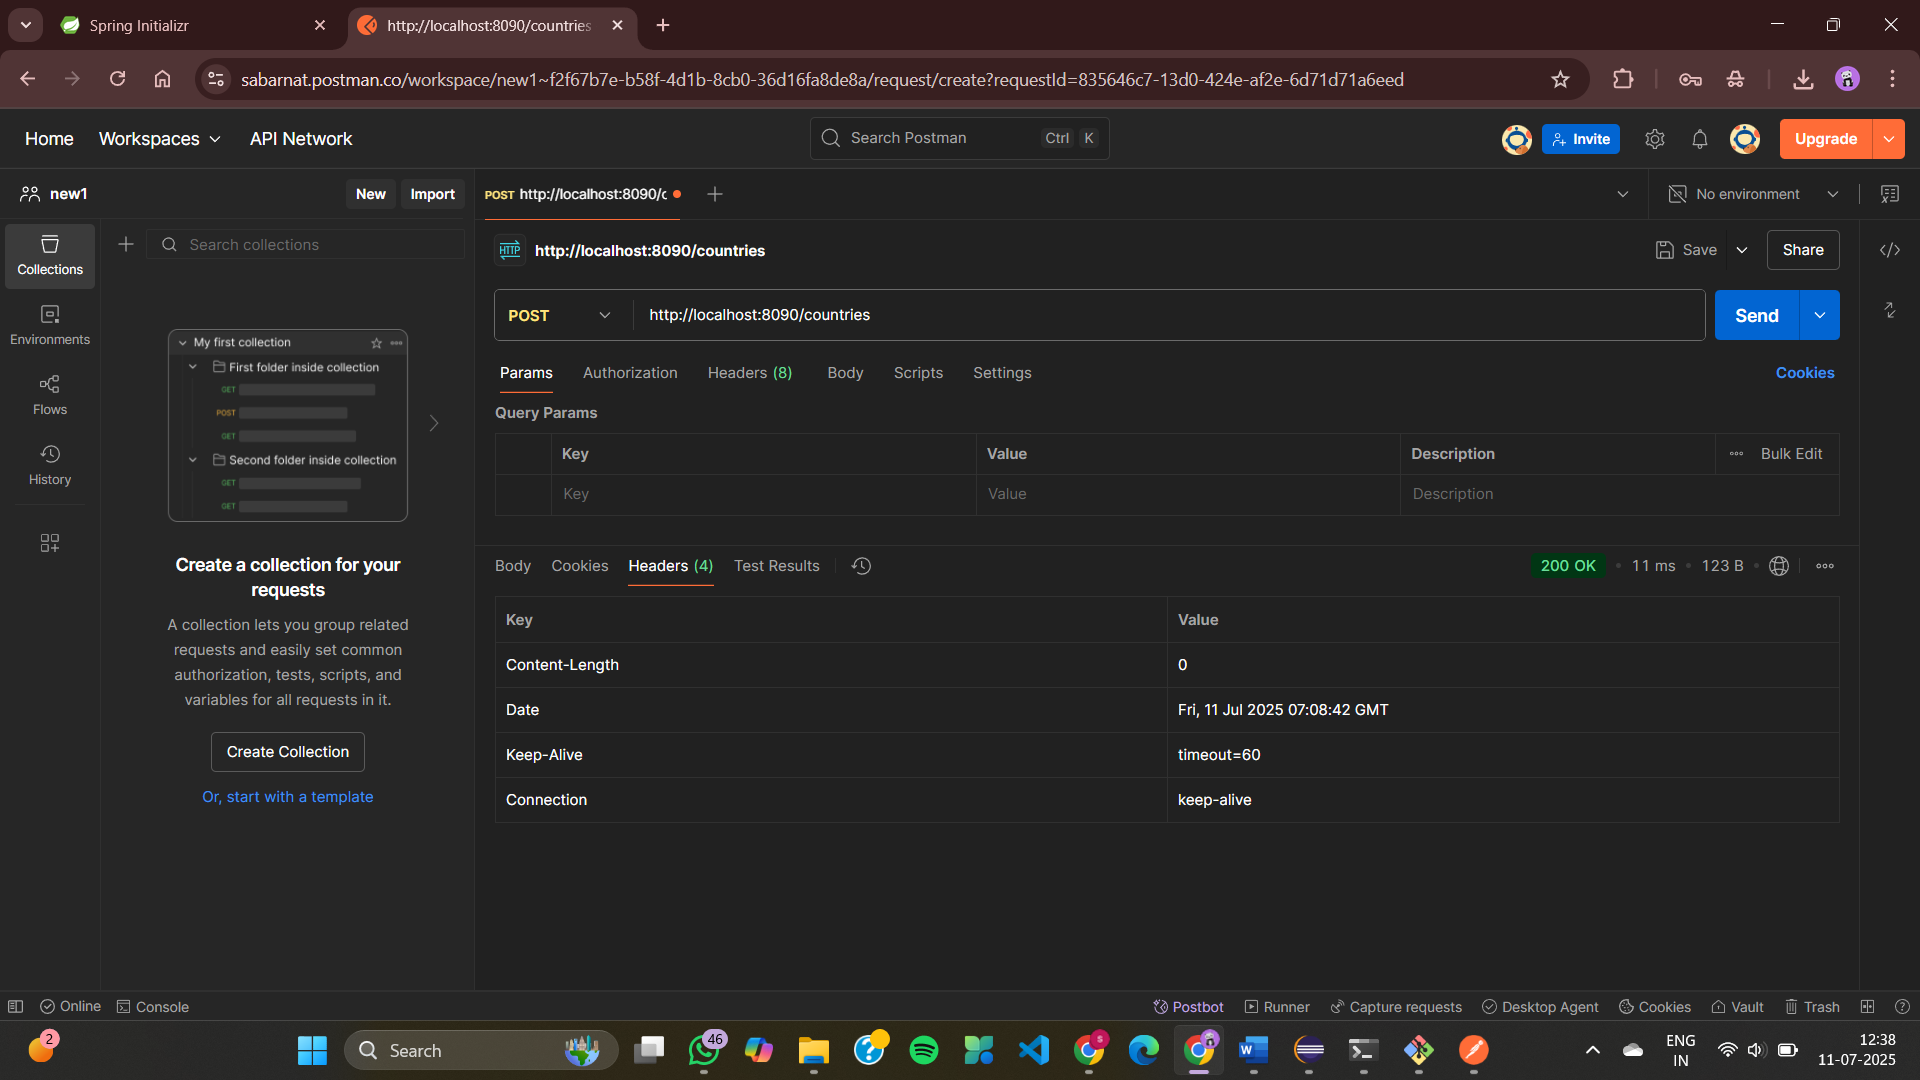 Spring Initializr
http://localhost:8090/countries
sabarnat.postman.co/workspace/new1~f2f67b7e-b58f-4d1b-8cb0-36d16fa8de8a/request/create?requestId=835646c7-13d0-424e-af2e-6d71d71a6eed
Home Workspaces API Network
Search Postman Ctrl K
Invite
Upgrade
new1
New Import
POST http://localhost:8090/c
No environment
Search collections
Collections
Environments
Flows
History
My first collection
First folder inside collection
GET
POST
GET
Second folder inside collection
GET
GET
Create a collection for your
requests
A collection lets you group related
requests and easily set common
authorization, tests, scripts, and
variables for all requests in it.
Create Collection
Or, start with a template
HTTP http://localhost:8090/countries
Save Share
POST http://localhost:8090/countries
Send
Params Authorization Headers (8) Body Scripts Settings Cookies
Query Params
Key Value Description Bulk Edit
Key Value Description
Body Cookies Headers (4) Test Results
200 OK • 11 ms • 123 B •
Key Value
Content-Length 0
Date Fri, 11 Jul 2025 07:08:42 GMT
Keep-Alive timeout=60
Connection keep-alive
Online Console
Postbot Runner Capture requests Desktop Agent Cookies Vault Trash
2
Search
46
S
ENG
IN
12:38
11-07-2025